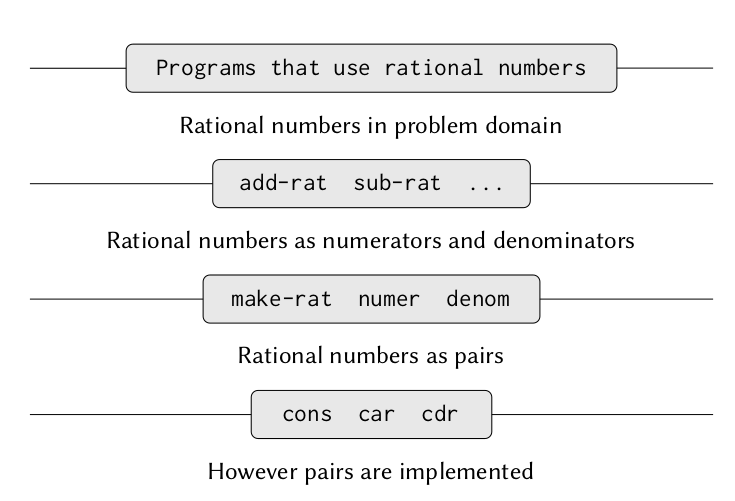 Programs that use rational numbers
Rational numbers in problem domain
add-rat sub-rat ...
Rational numbers as numerators and denominators
make-rat numer denom
Rational numbers as pairs
cons car cdr
However pairs are implemented